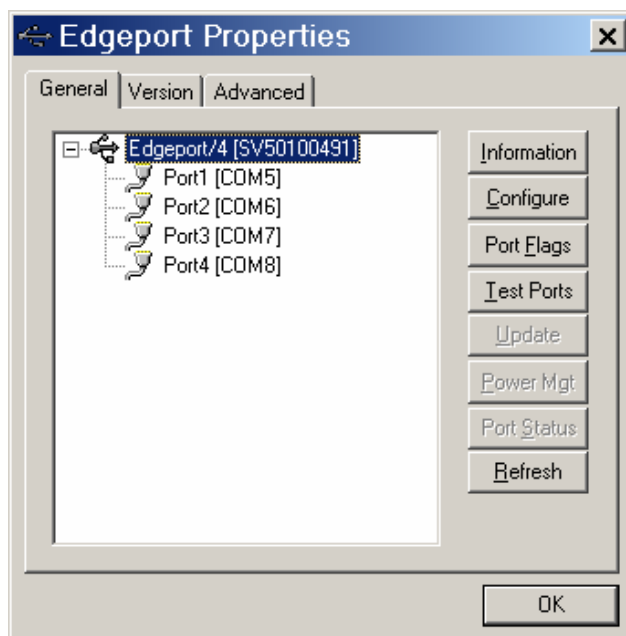 Edgeport Properties
General
Version
Advanced
Edgeport/4 [SV50100491]
Port1 [COM5]
Port2 [COM6]
Port3 [COM7]
Port4 [COM8]
Information
Configure
Port Flags
Test Ports
Update
Power Mgt
Port Status
Refresh
OK